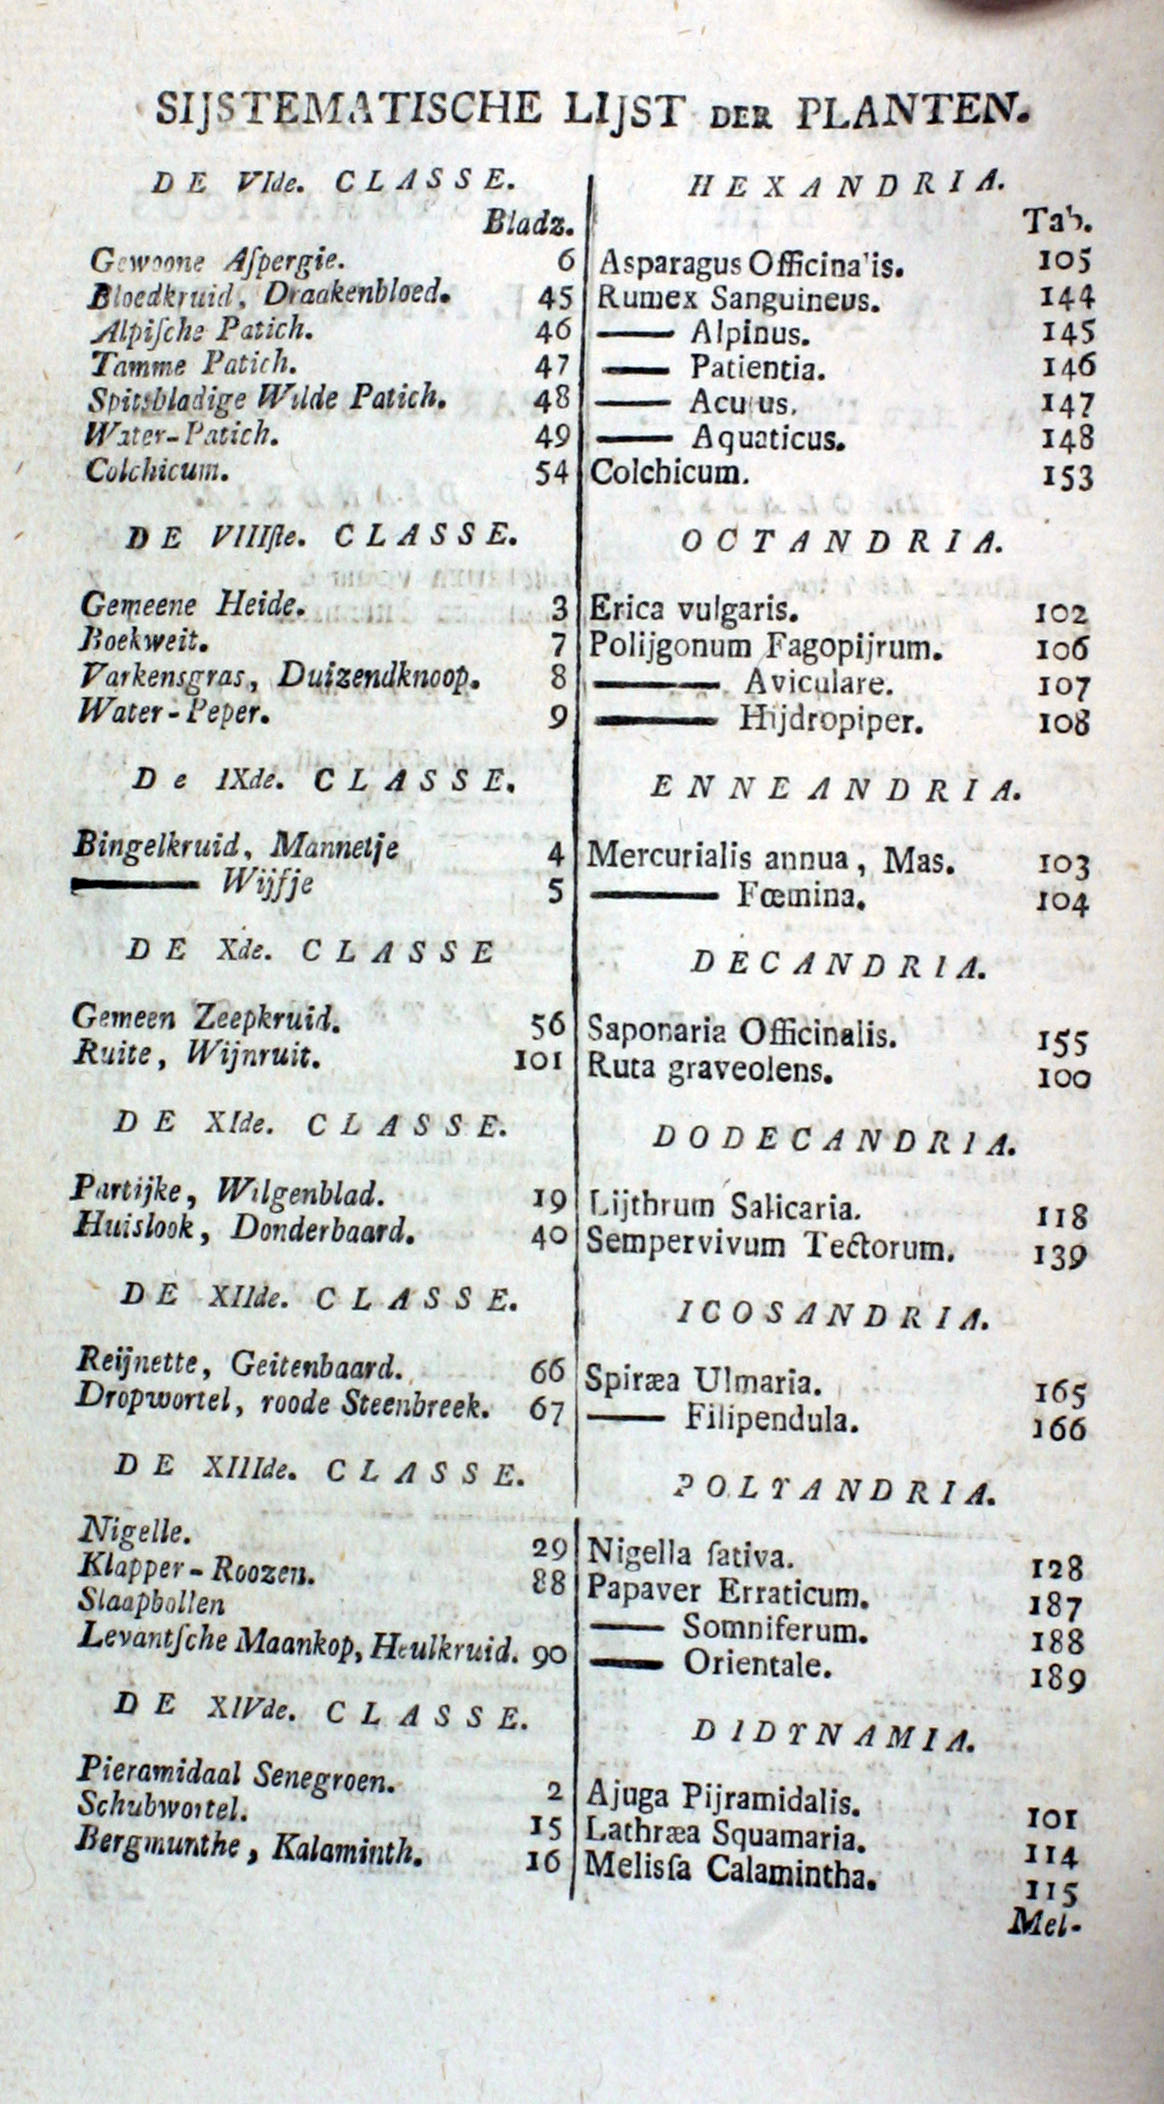 SIJSTEMATISCHE LIJST DER PLANTEN.
DE VIde. CLASSE. HEXANDRIA.
Bladz. Tab.
Gewoone Aſpergie. 6 Asparagus Officinalis. 105
Bloedkruid, Draakenbloed. 45 Rumex Sanguineus. 144
Alpiſche Patich. 46 —— Alpinus. 145
Tamme Patich. 47 —— Patientia. 146
Spitsbladige Wilde Patich. 48 —— Acutus. 147
Water-Patich. 49 —— Aquaticus. 148
Colchicum. 54 Colchicum. 153
DE VIIIſte. CLASSE. OCTANDRIA.
Gemeene Heide. 3 Erica vulgaris. 102
Boekweit. 7 Polijgonum Fagopijrum. 106
Varkensgras, Duizendknoop. 8 —— Aviculare. 107
Water-Peper. 9 —— Hijdropiper. 108
De IXde. CLASSE. ENNEANDRIA.
Bingelkruid, Mannetje 4 Mercurialis annua, Mas. 103
—— Wijfje 5 —— Fœmina. 104
DE Xde. CLASSE DECANDRIA.
Gemeen Zeepkruid. 56 Saponaria Officinalis. 155
Ruite, Wijnruit. 101 Ruta graveolens. 100
DE XIde. CLASSE. DODECANDRIA.
Partijke, Wilgenblad. 19 Lijthrum Salicaria. 118
Huislook, Donderbaard. 40 Sempervivum Tectorum. 139
DE XIIde. CLASSE. ICOSANDRIA.
Reijnette, Geitenbaard. 66 Spiræa Ulmaria. 165
Dropwortel, roode Steenbreek. 67 —— Filipendula. 166
DE XIIIde. CLASSE. POLYANDRIA.
Nigelle. 29 Nigella ſativa. 128
Klapper-Roozen. 88 Papaver Erraticum. 187
Slaapbollen —— Somniferum. 188
Levantſche Maankop, Heulkruid. 90 —— Orientale. 189
DE XIVde. CLASSE. DIDYNAMIA.
Pieramidaal Senegroen. 2 Ajuga Pijramidalis. 101
Schubwortel. 15 Lathræa Squamaria. 114
Bergmunthe, Kalaminth. 16 Meliſſa Calamintha. 115
Mel-